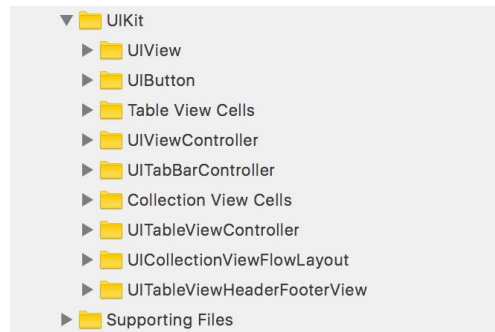 UIKit
UIView
UIButton
Table View Cells
UIViewController
UITabBarController
Collection View Cells
UITableViewController
UICollectionViewFlowLayout
UITableViewHeaderFooterView
Supporting Files